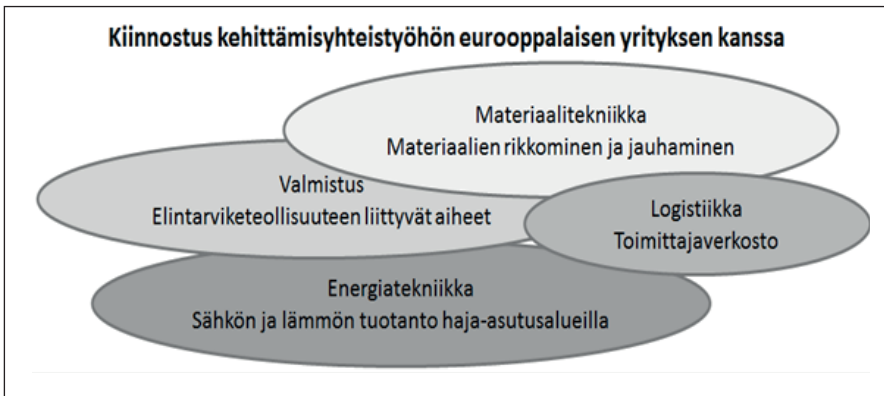 Kiinnostus kehittämisyhteistyöhön eurooppalaisen yrityksen kanssa
Materiaalitekniikka
Materiaalien rikkominen ja jauhaminen
Valmistus
Elintarviketeollisuuteen liittyvät aiheet
Logistiikka
Toimittajaverkosto
Energiatekniikka
Sähkön ja lämmön tuotanto haja-asutusalueilla